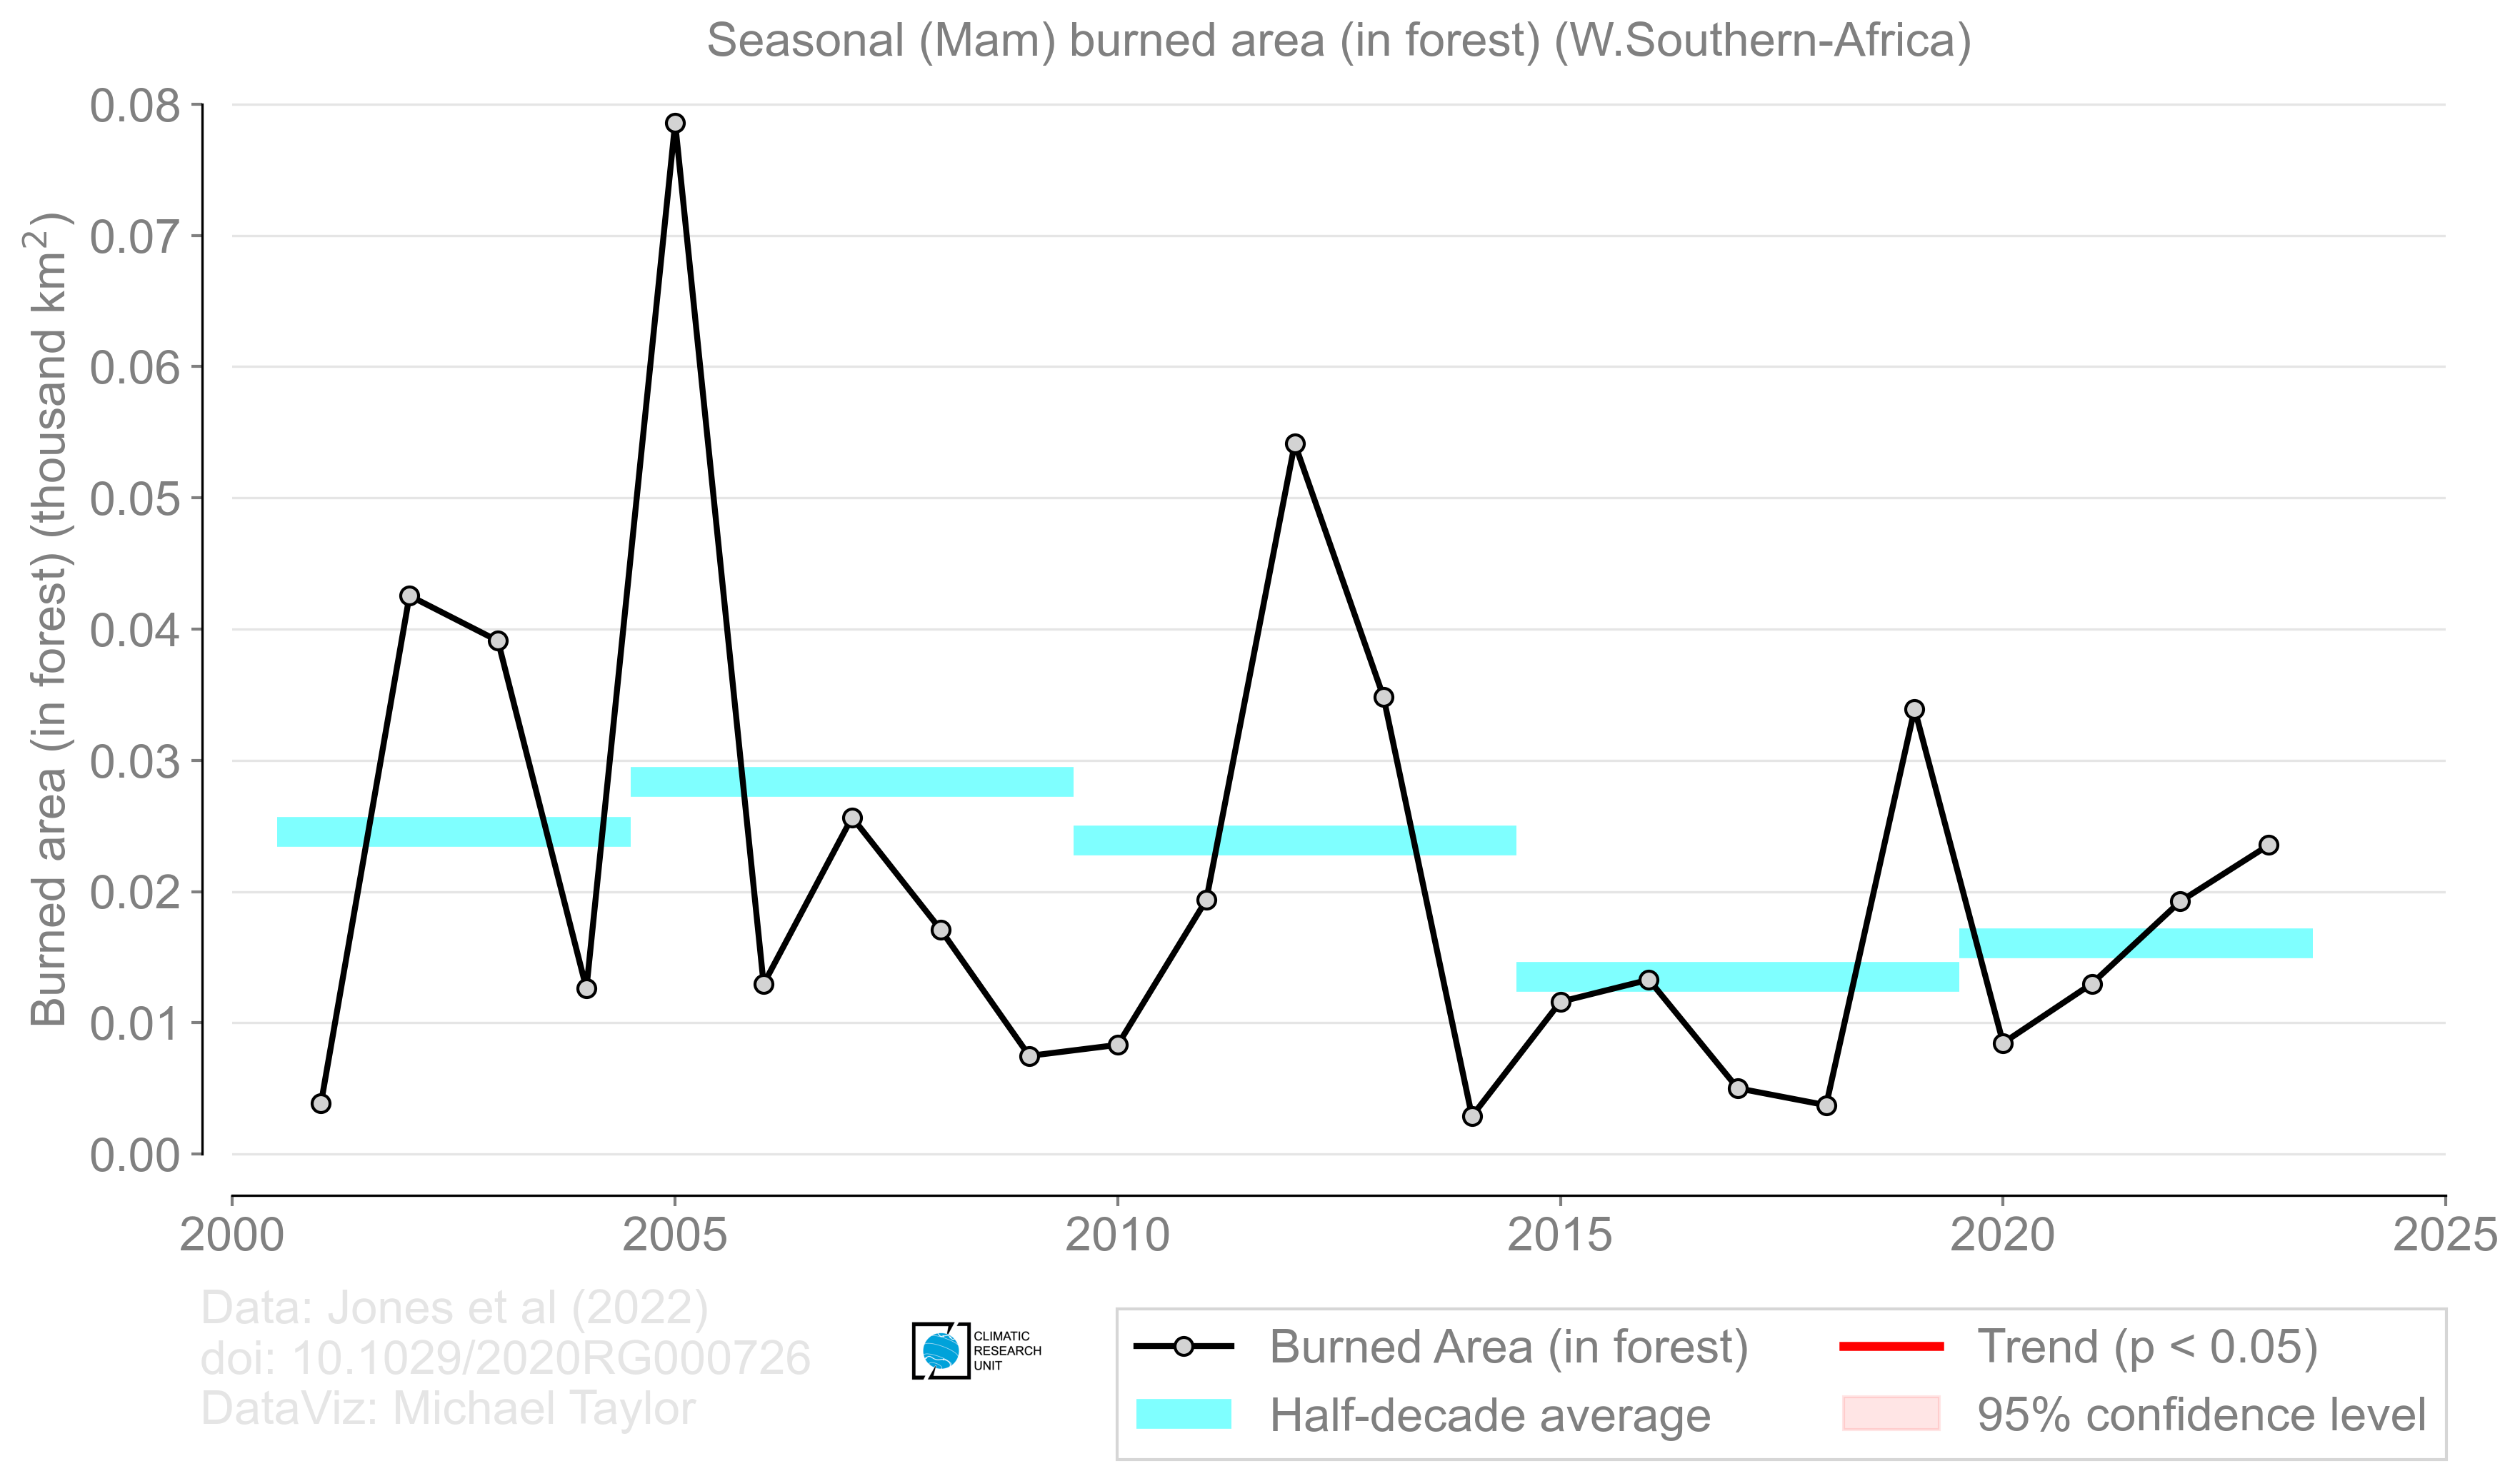 Seasonal (Mam) burned area (in forest) (W.Southern-Africa)
Burned area (in forest) (thousand km²)
0.08
0.07
0.06
0.05
0.04
0.03
0.02
0.01
0.00
2000 2005 2010 2015 2020 2025
Data: Jones et al (2022)
doi: 10.1029/2020RG000726
DataViz: Michael Taylor
CLIMATIC
RESEARCH
UNIT
Burned Area (in forest)
Half-decade average
Trend (p < 0.05)
95% confidence level